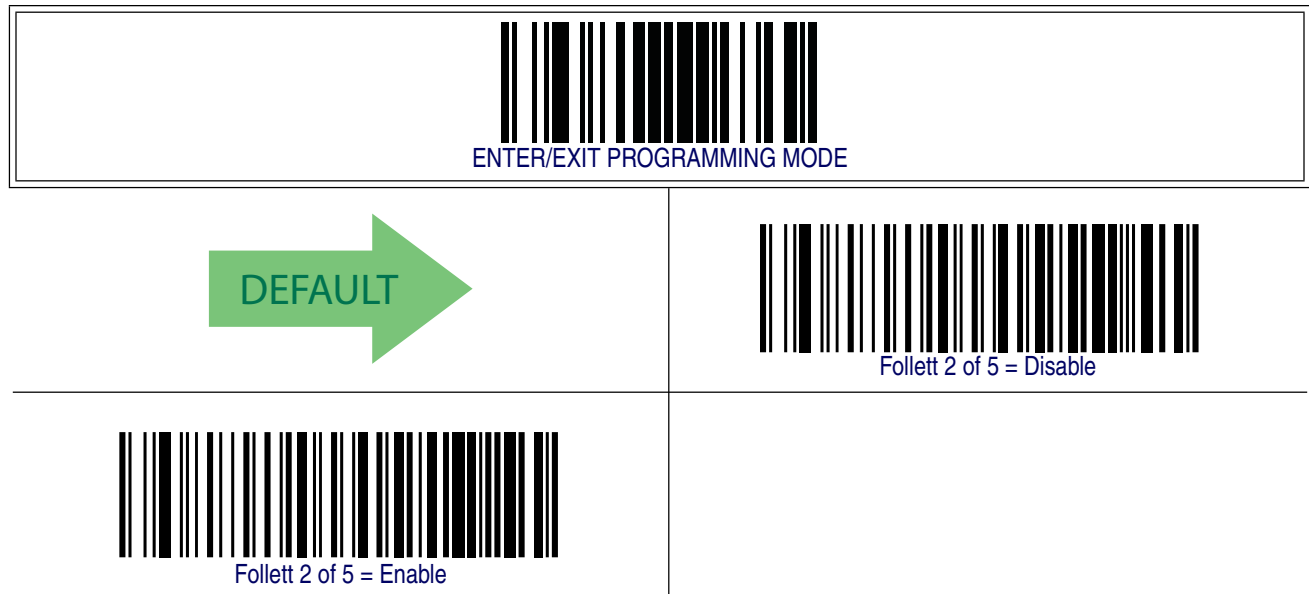 ENTER/EXIT PROGRAMMING MODE
DEFAULT
Follett 2 of 5 = Disable
Follett 2 of 5 = Enable